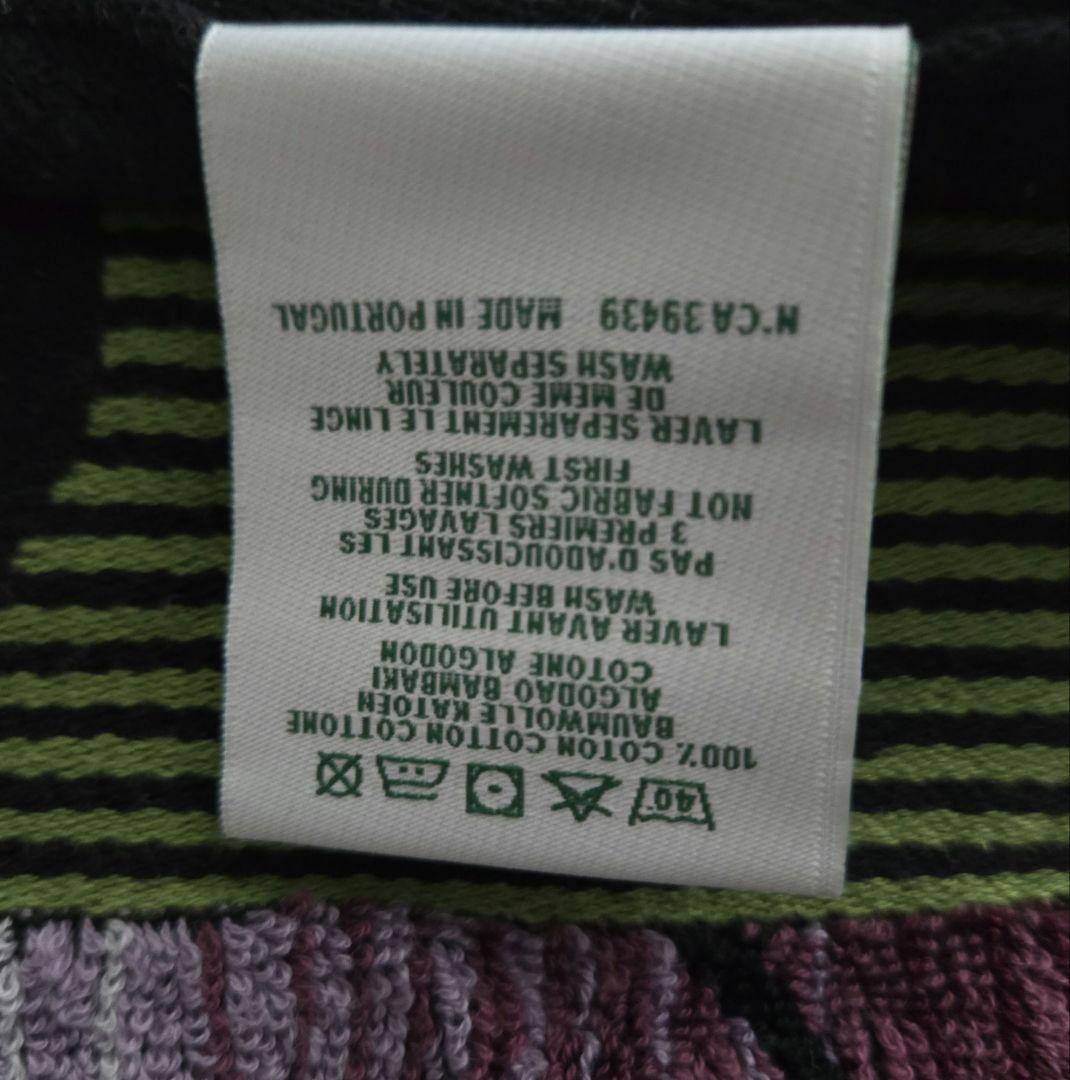 40°
100% COTON COTTON COTTONE
BAUMWOLLE KATOEN
ALGODAO BAMBAKI
COTONE ALGODON
LAVER AVANT UTILISATION
WASH BEFORE USE
PAS D'ADOUCISSANT LES
3 PREMIERS LAVAGES
NOT FABRIC SOFTNER DURING
FIRST WASHES
LAVER SEPAREMENT LE LINGE
DE MEME COULEUR
WASH SEPARATELY
N°CA 39439 MADE IN PORTUGAL